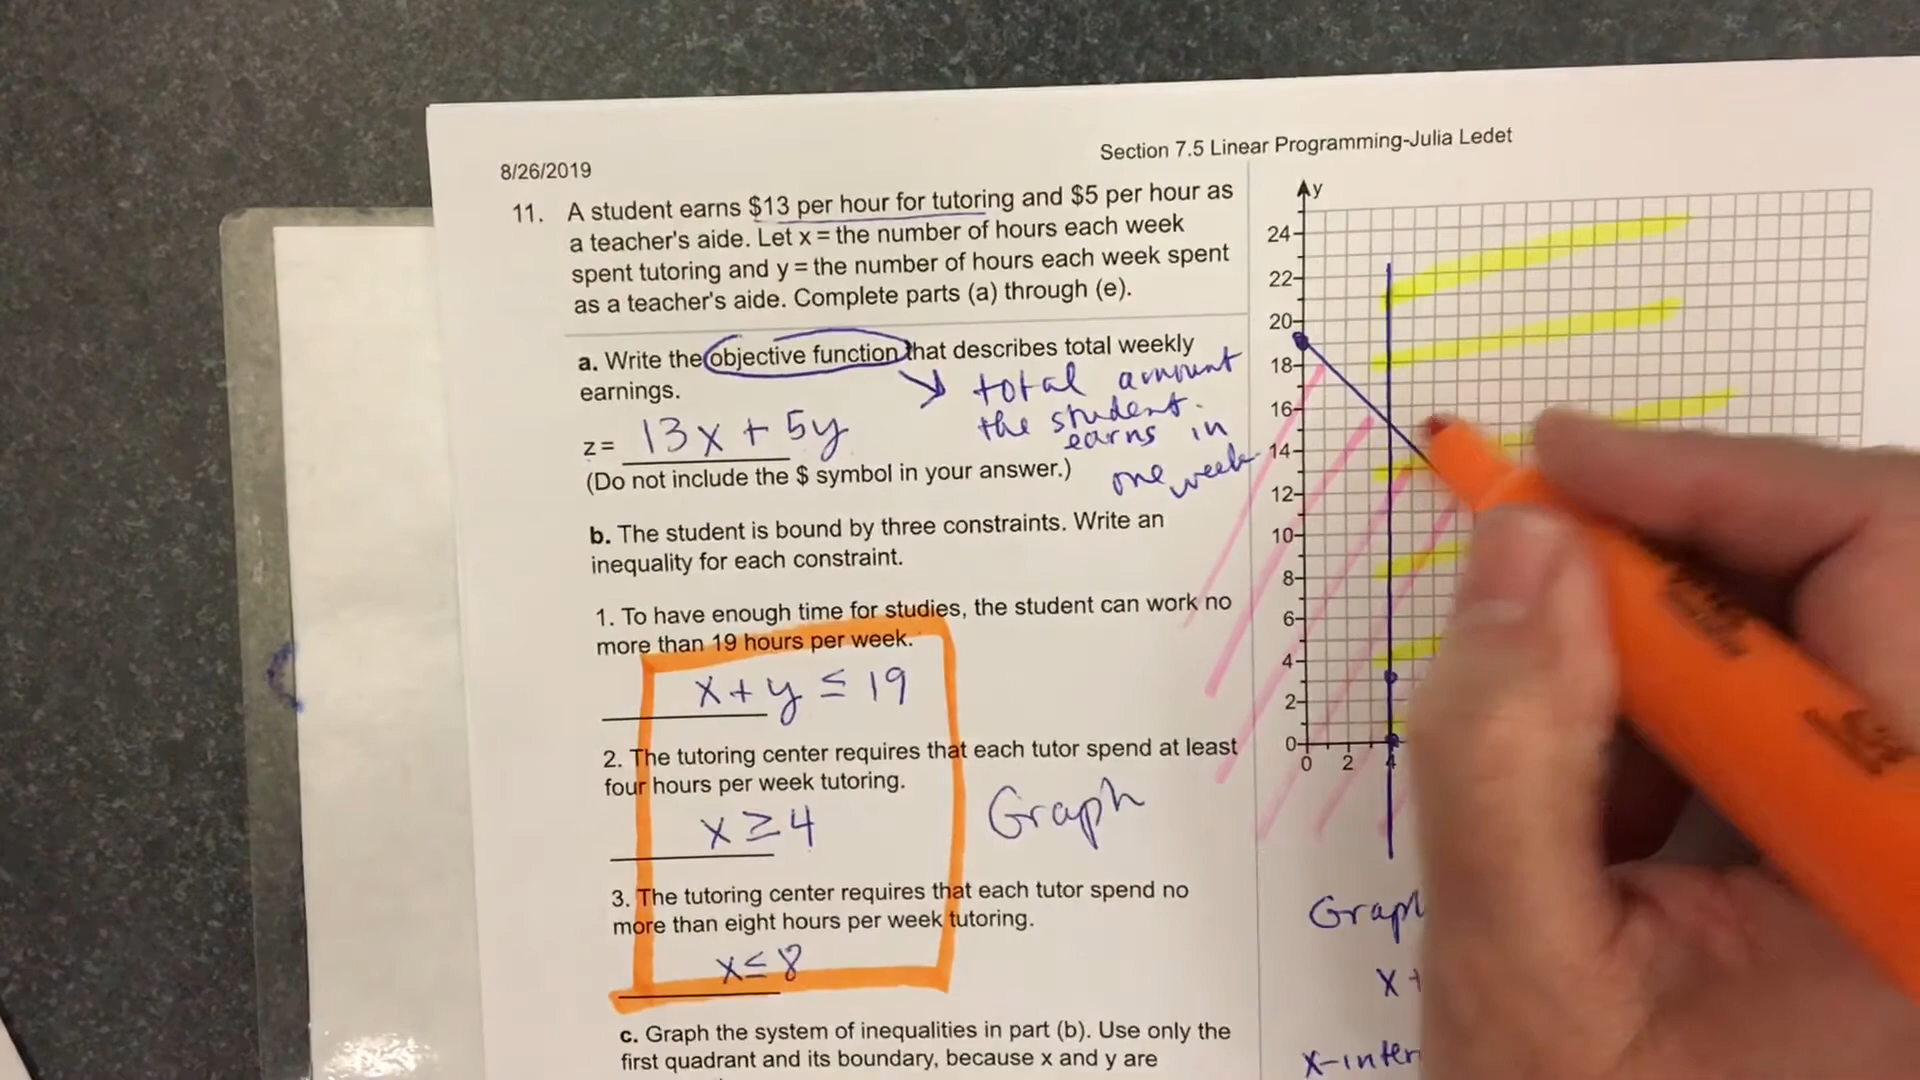 8/26/2019
Section 7.5 Linear Programming-Julia Ledet
11. A student earns $13 per hour for tutoring and $5 per hour as
a teacher's aide. Let x = the number of hours each week
spent tutoring and y = the number of hours each week spent
as a teacher's aide. Complete parts (a) through (e).
a. Write the objective function that describes total weekly
earnings.
total amount
the student
earns in
one week
z = 13x + 5y
(Do not include the $ symbol in your answer.)
b. The student is bound by three constraints. Write an
inequality for each constraint.
1. To have enough time for studies, the student can work no
more than 19 hours per week.
x + y ≤ 19
2. The tutoring center requires that each tutor spend at least
four hours per week tutoring.
x ≥ 4
Graph
3. The tutoring center requires that each tutor spend no
more than eight hours per week tutoring.
x ≤ 8
c. Graph the system of inequalities in part (b). Use only the
first quadrant and its boundary, because x and y are
y
24
22
20
18
16
14
12
10
8
6
4
2
0
0 2 4
Graph
x +
x-inter